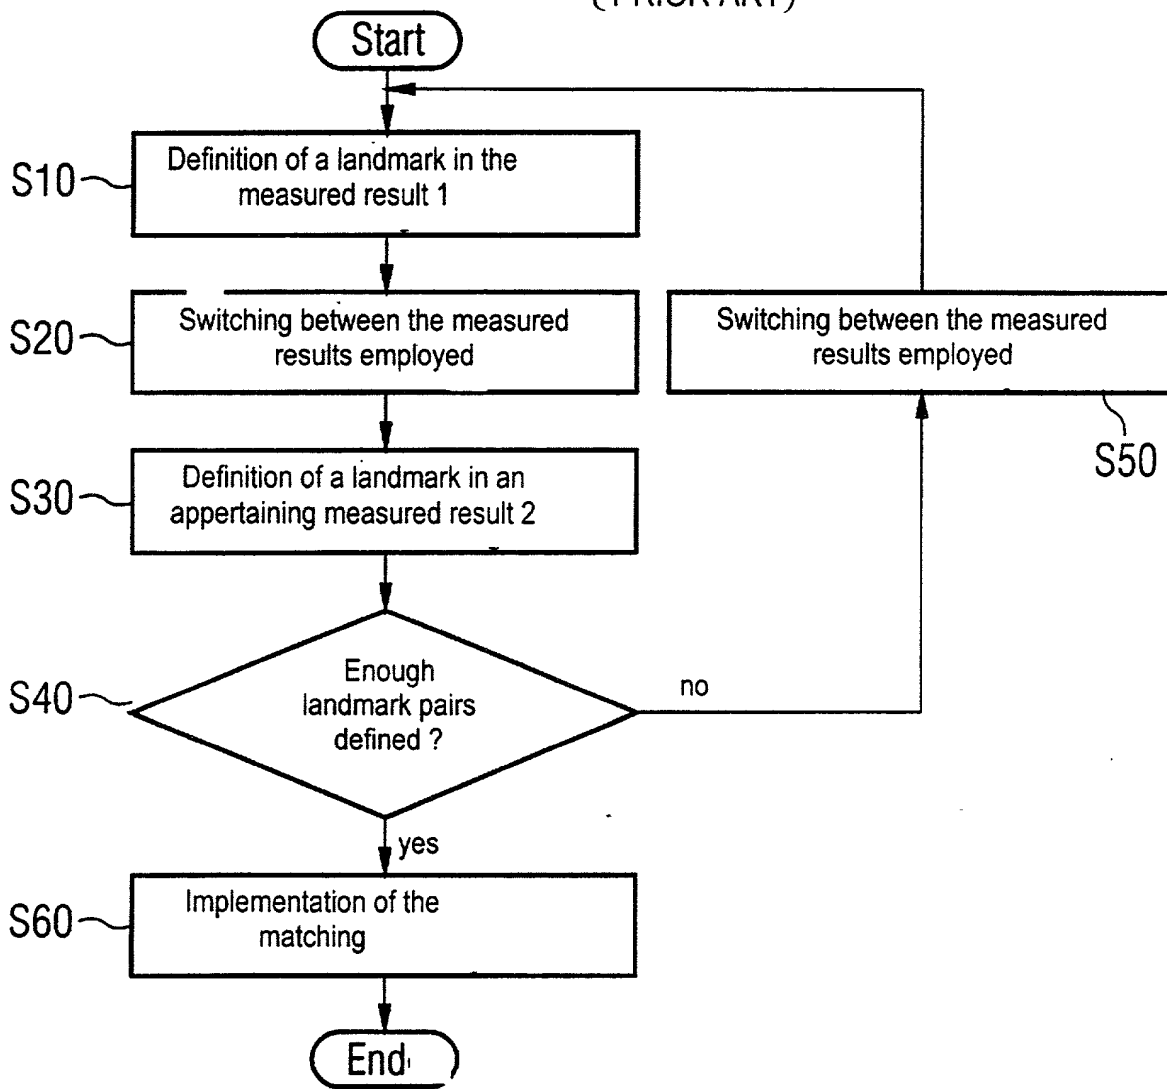 (PRIOR ART)
Start
S10
Definition of a landmark in the
measured result 1
S20
Switching between the measured
results employed
Switching between the measured
results employed
S50
S30
Definition of a landmark in an
appertaining measured result 2
S40
Enough
landmark pairs
defined ?
no
yes
S60
Implementation of the
matching
End